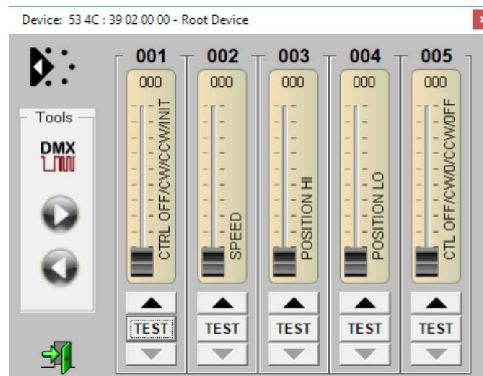 Device: 53 4C : 39 02 00 00 - Root Device
001 002 003 004 005
000 000 000 000 000
Tools
DMX
CTRL OFF/CW/CCW/INIT
SPEED
POSITION HI
POSITION LO
CTL OFF/CW/0/CCW/OFF
TEST TEST TEST TEST TEST